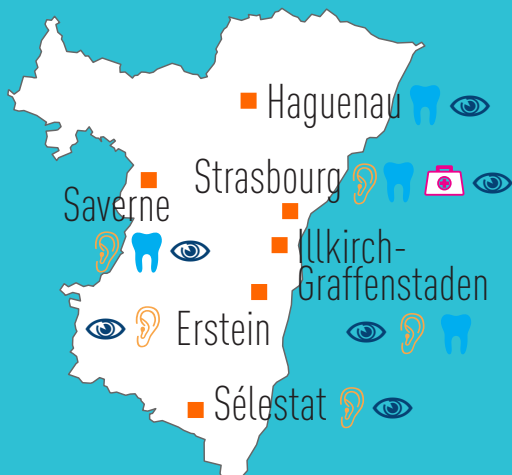 Haguenau
Strasbourg
Saverne
Illkirch-
Graffenstaden
Erstein
Sélestat